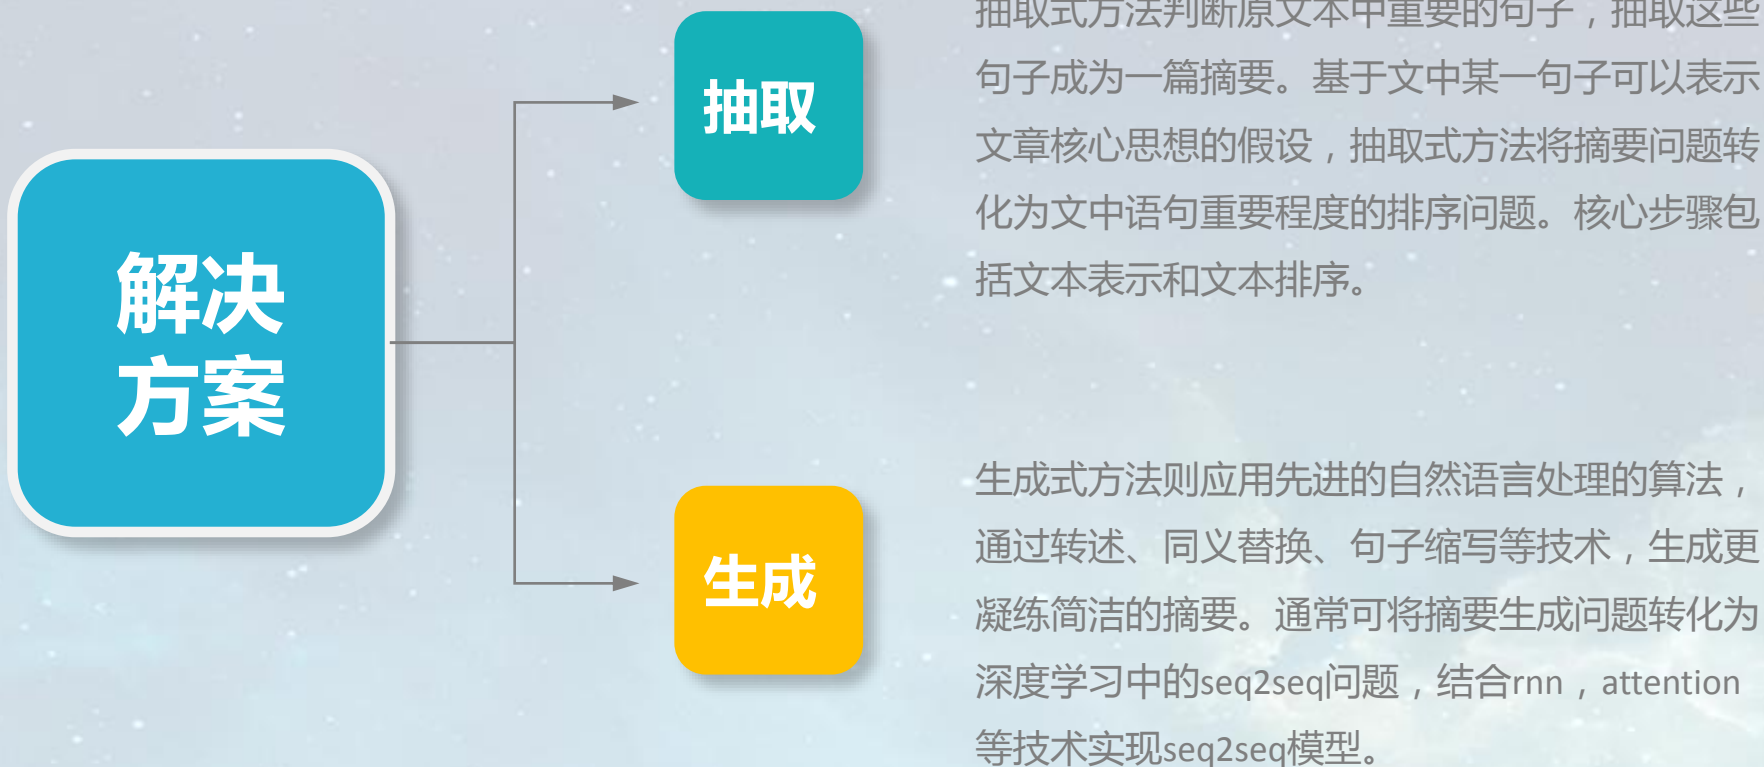 解决
方案
抽取
抽取式方法判断原文本中重要的句子，抽取这些
句子成为一篇摘要。基于文中某一句子可以表示
文章核心思想的假设，抽取式方法将摘要问题转
化为文中语句重要程度的排序问题。核心步骤包
括文本表示和文本排序。
生成
生成式方法则应用先进的自然语言处理的算法，
通过转述、同义替换、句子缩写等技术，生成更
凝练简洁的摘要。通常可将摘要生成问题转化为
深度学习中的seq2seq问题，结合rnn，attention
等技术实现seq2seq模型。